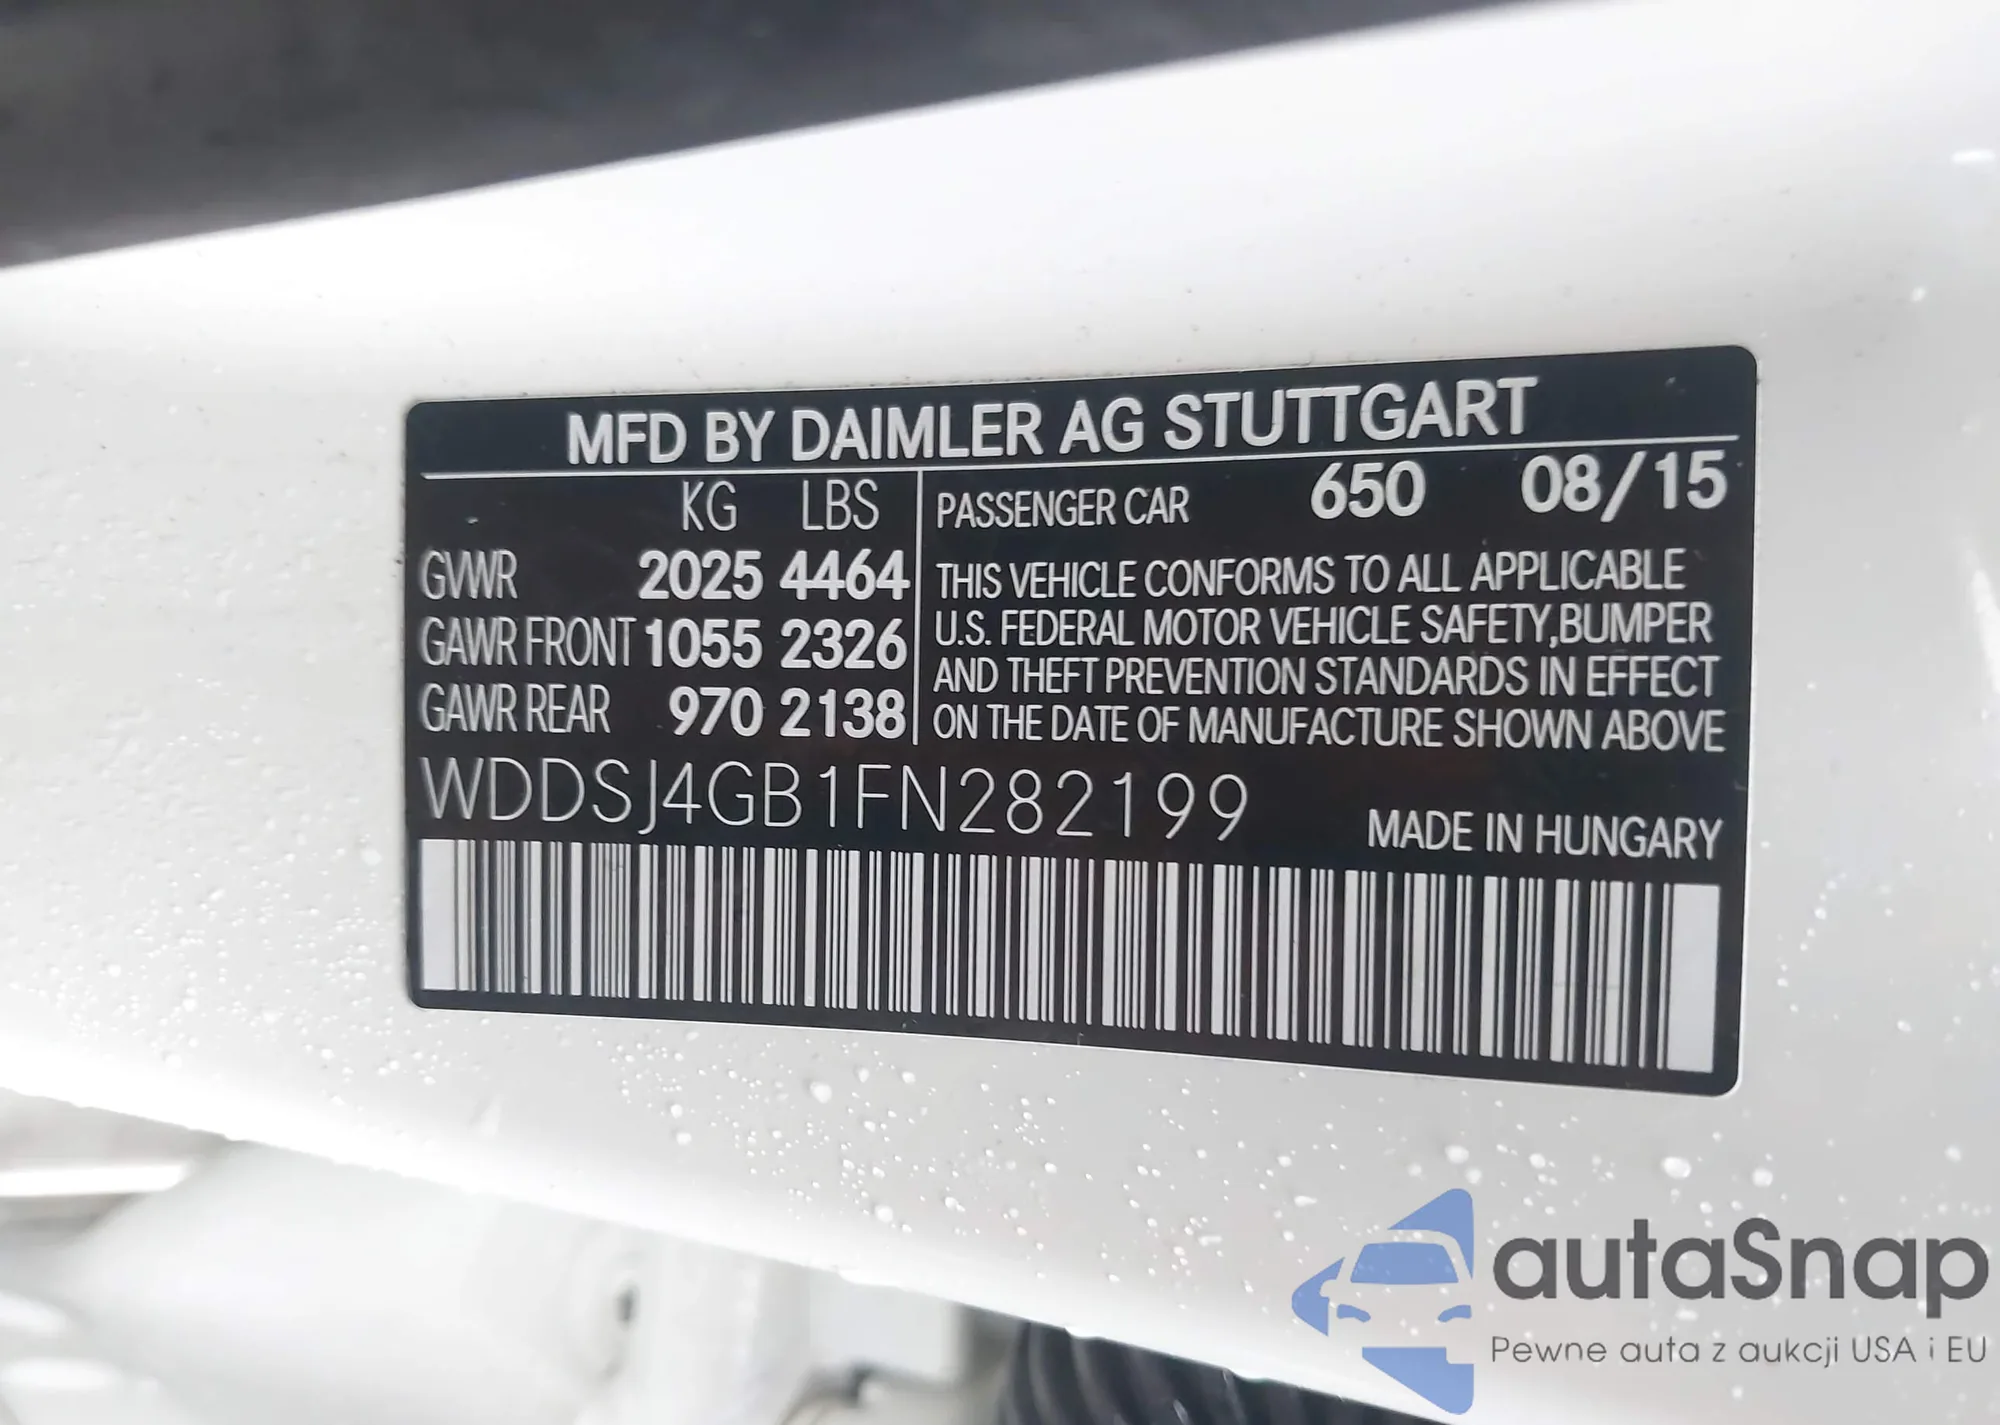 MFD BY DAIMLER AG STUTTGART
KG LBS
GVWR 2025 4464
GAWR FRONT 1055 2326
GAWR REAR 970 2138
PASSENGER CAR 650 08/15
THIS VEHICLE CONFORMS TO ALL APPLICABLE
U.S. FEDERAL MOTOR VEHICLE SAFETY,BUMPER
AND THEFT PREVENTION STANDARDS IN EFFECT
ON THE DATE OF MANUFACTURE SHOWN ABOVE
WDDSJ4GB1FN282199
MADE IN HUNGARY
autaSnap
Pewne auta z aukcji USA i EU